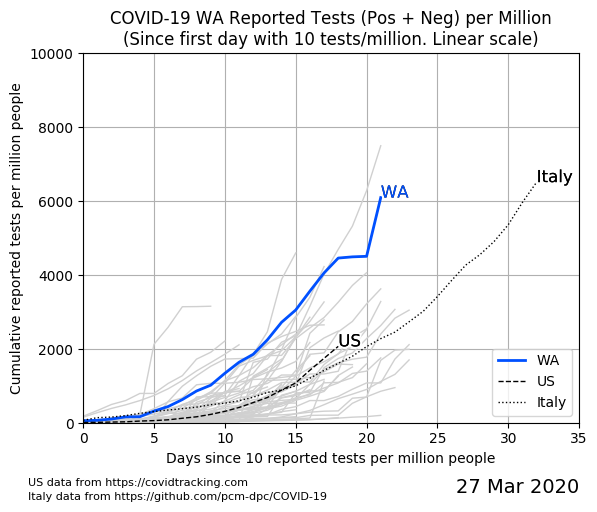 COVID-19 WA Reported Tests (Pos + Neg) per Million
(Since first day with 10 tests/million. Linear scale)
Cumulative reported tests per million people
10000
8000
6000
4000
2000
0
WA
Italy
US
WA
US
Italy
0 5 10 15 20 25 30 35
Days since 10 reported tests per million people
US data from https://covidtracking.com
Italy data from https://github.com/pcm-dpc/COVID-19
27 Mar 2020